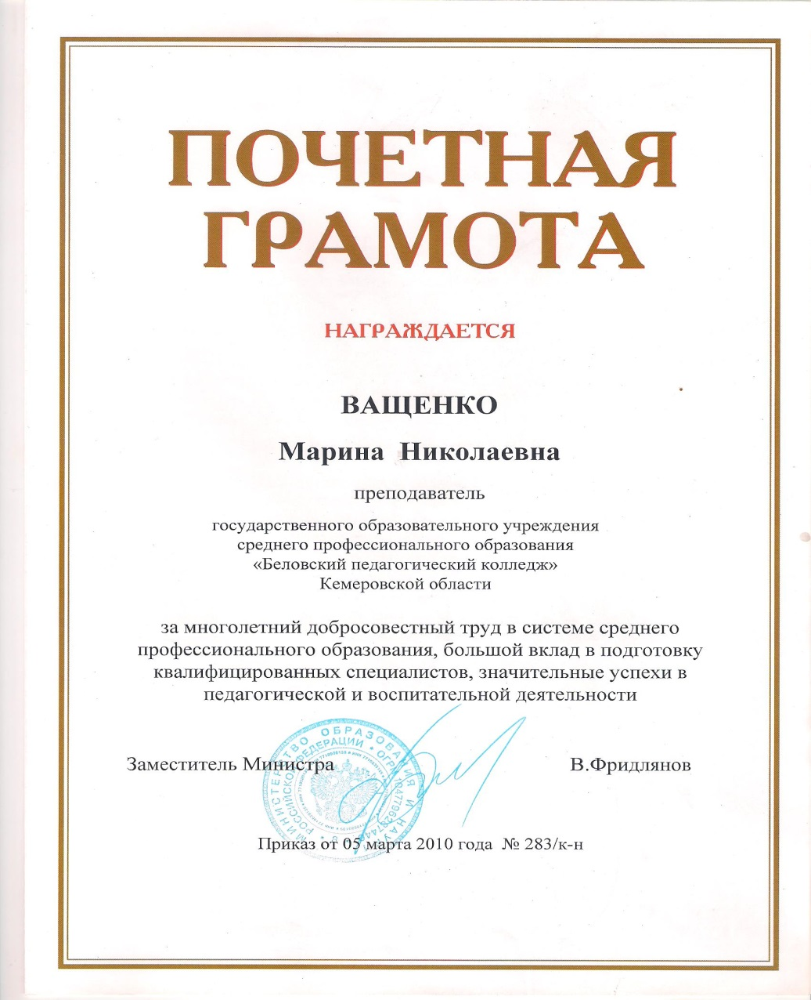 ПОЧЕТНАЯ
ГРАМОТА
НАГРАЖДАЕТСЯ
ВАЩЕНКО
Марина Николаевна
преподаватель
государственного образовательного учреждения
среднего профессионального образования
«Беловский педагогический колледж»
Кемеровской области
за многолетний добросовестный труд в системе среднего
профессионального образования, большой вклад в подготовку
квалифицированных специалистов, значительные успехи в
педагогической и воспитательной деятельности
МИНИСТЕРСТВО ОБРАЗОВАНИЯ И НАУКИ
РОССИЙСКОЙ ФЕДЕРАЦИИ * ОГРН
Заместитель Министра В.Фридлянов
Приказ от 05 марта 2010 года № 283/к-н